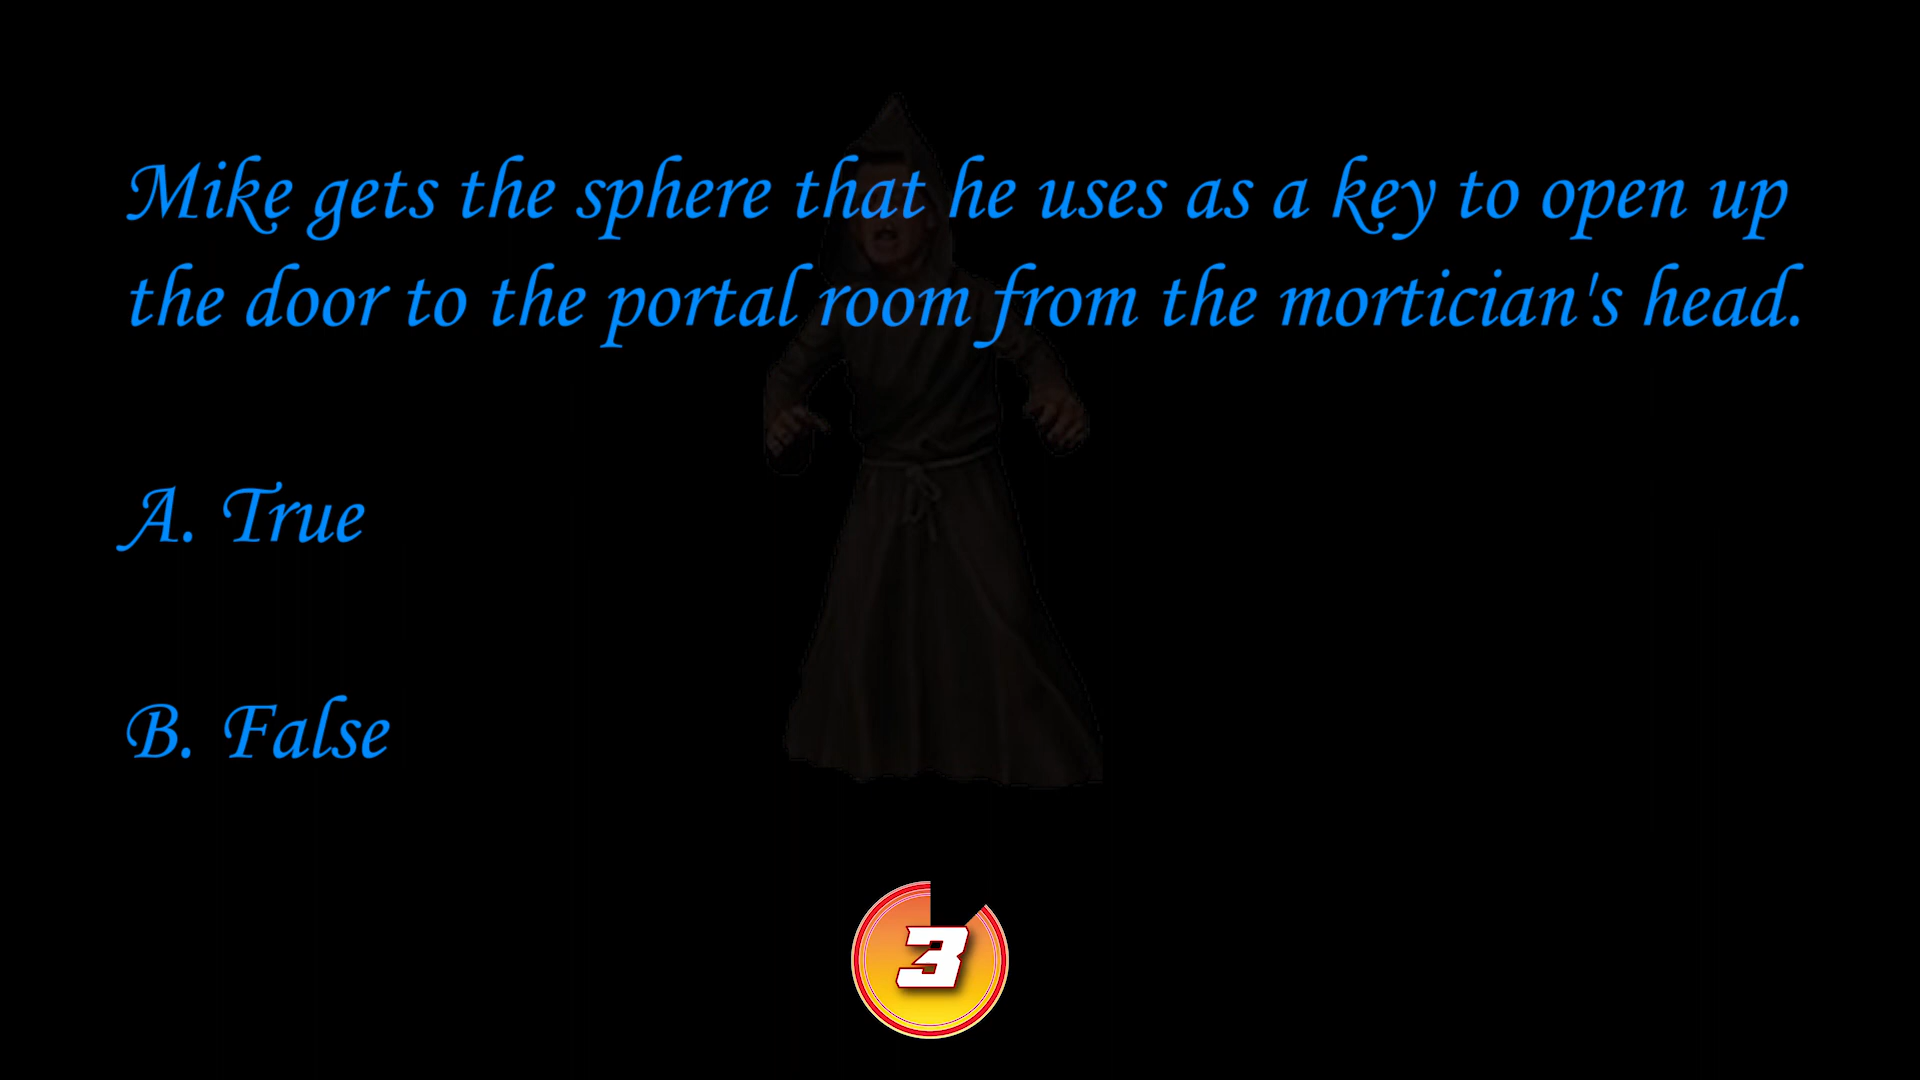 Mike gets the sphere that he uses as a key to open up
the door to the portal room from the mortician's head.
A. True
B. False
3